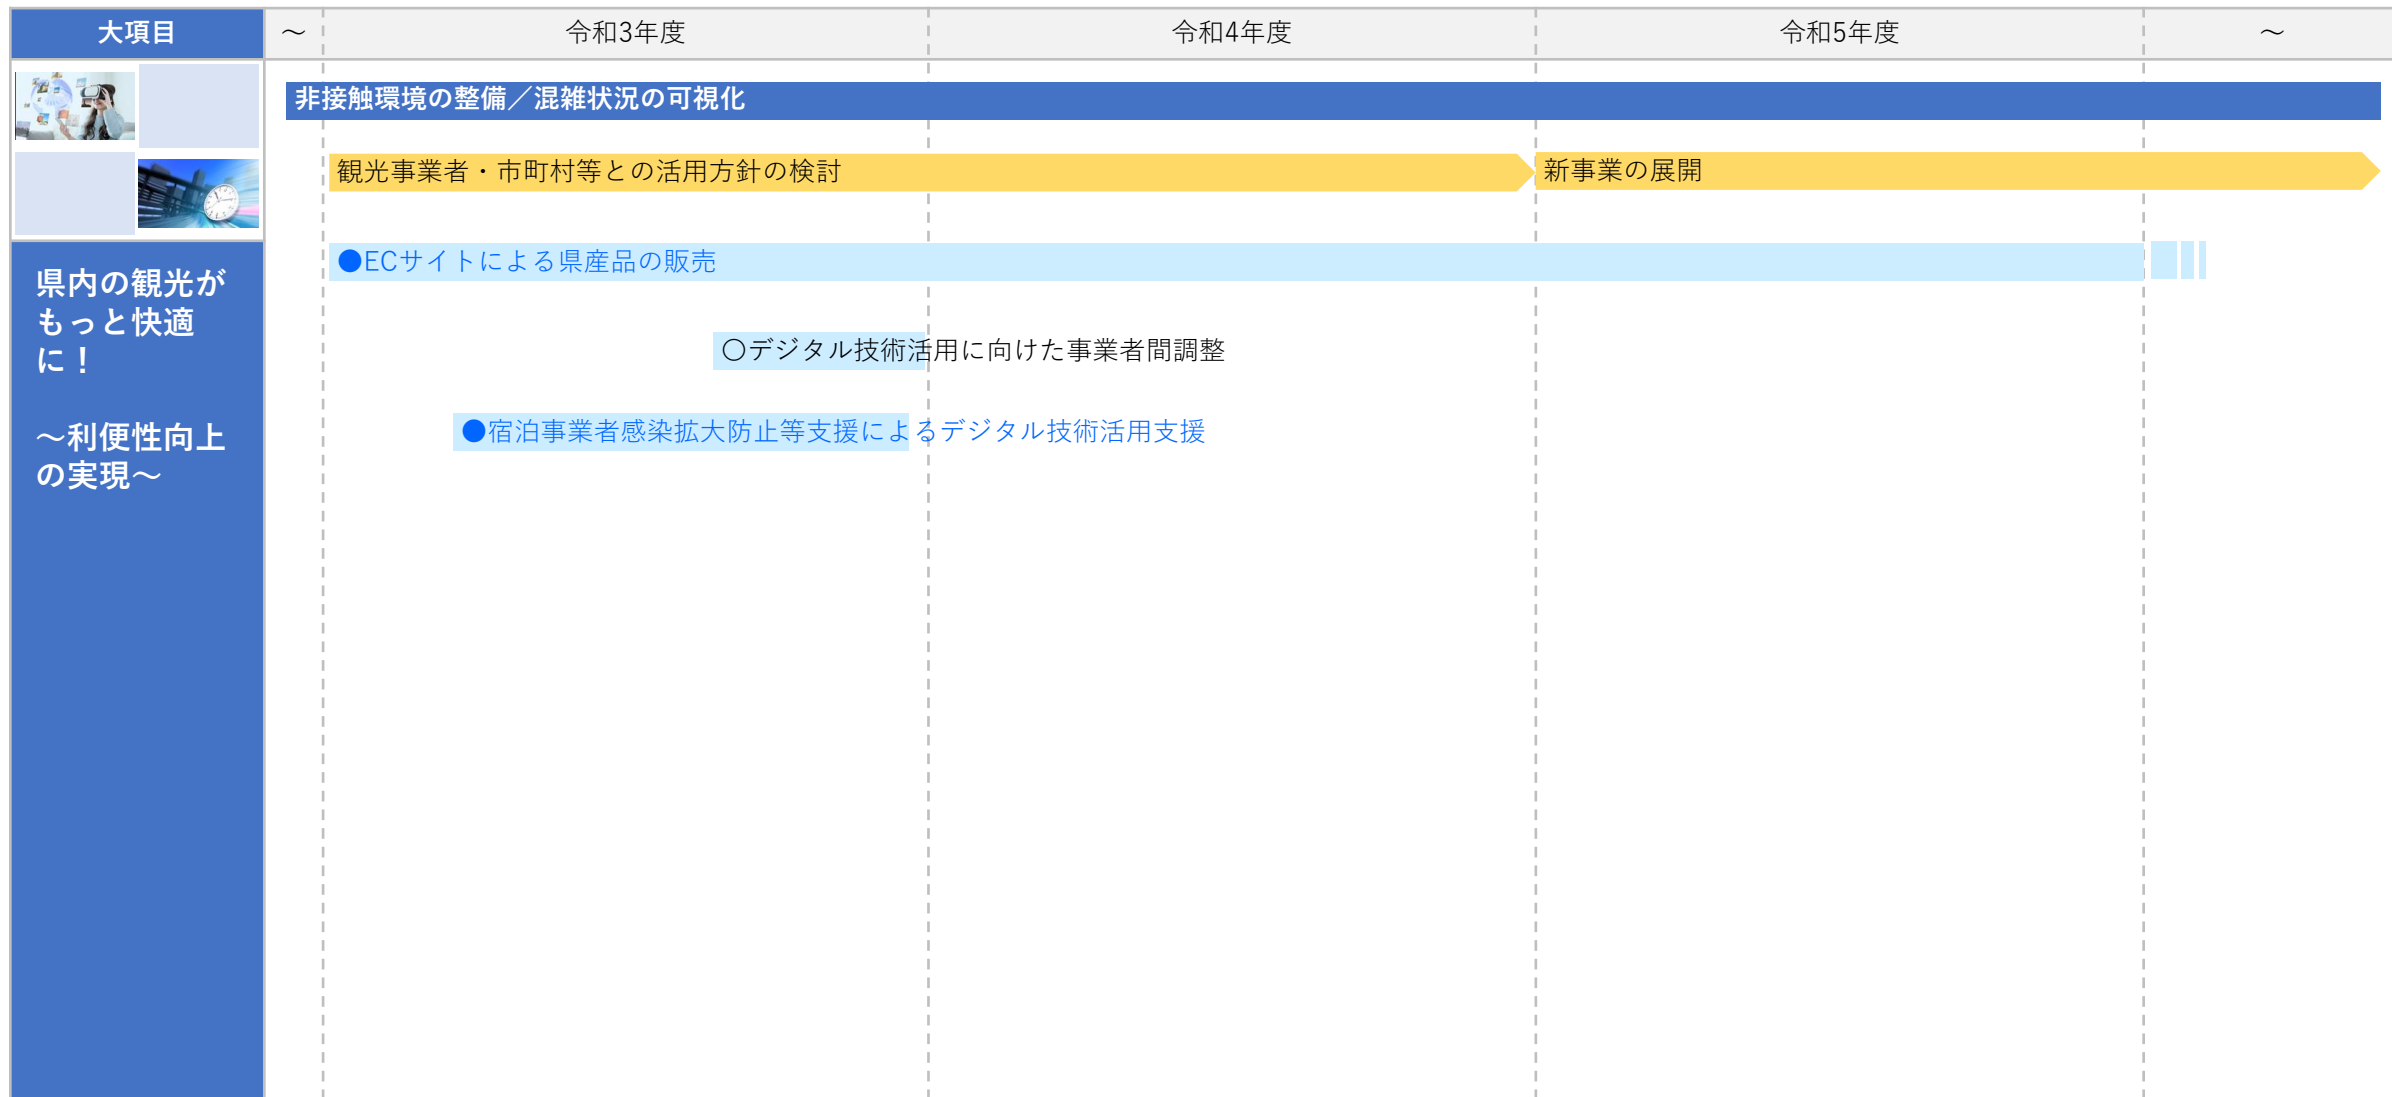 大項目
～
令和3年度
令和4年度
令和5年度
～
非接触環境の整備／混雑状況の可視化
観光事業者・市町村等との活用方針の検討
新事業の展開
●ECサイトによる県産品の販売
〇デジタル技術活用に向けた事業者間調整
●宿泊事業者感染拡大防止等支援によるデジタル技術活用支援
県内の観光が
もっと快適
に！
～利便性向上
の実現～